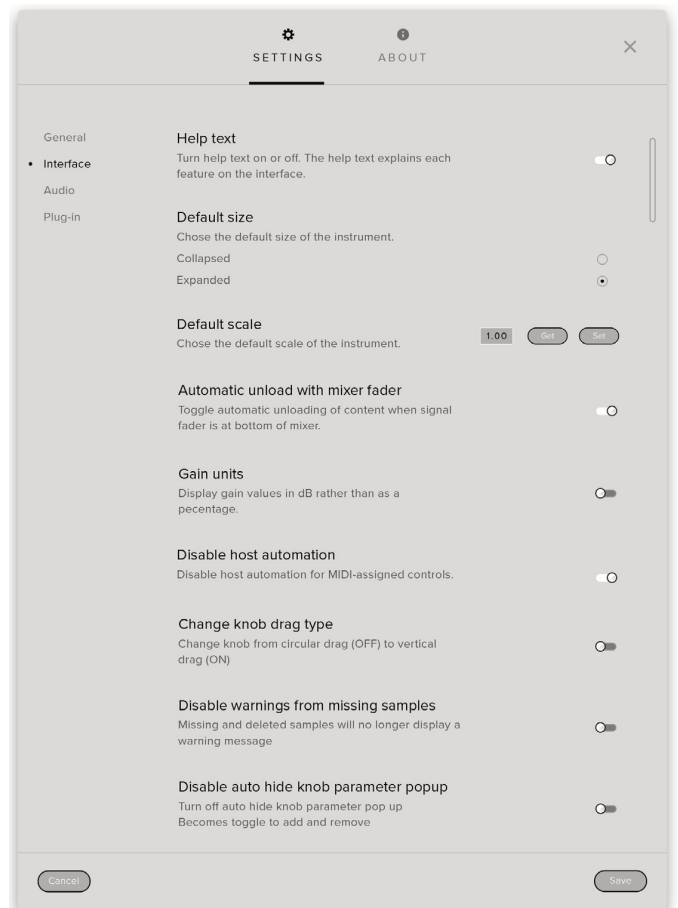 SETTINGS
ABOUT
General
Interface
Audio
Plug-in
Help text
Turn help text on or off. The help text explains each
feature on the interface.
Default size
Chose the default size of the instrument.
Collapsed
Expanded
Default scale
Chose the default scale of the instrument.
1.00
Get
Set
Automatic unload with mixer fader
Toggle automatic unloading of content when signal
fader is at bottom of mixer.
Gain units
Display gain values in dB rather than as a
pecentage.
Disable host automation
Disable host automation for MIDI-assigned controls.
Change knob drag type
Change knob from circular drag (OFF) to vertical
drag (ON)
Disable warnings from missing samples
Missing and deleted samples will no longer display a
warning message
Disable auto hide knob parameter popup
Turn off auto hide knob parameter pop up
Becomes toggle to add and remove
Cancel
Save